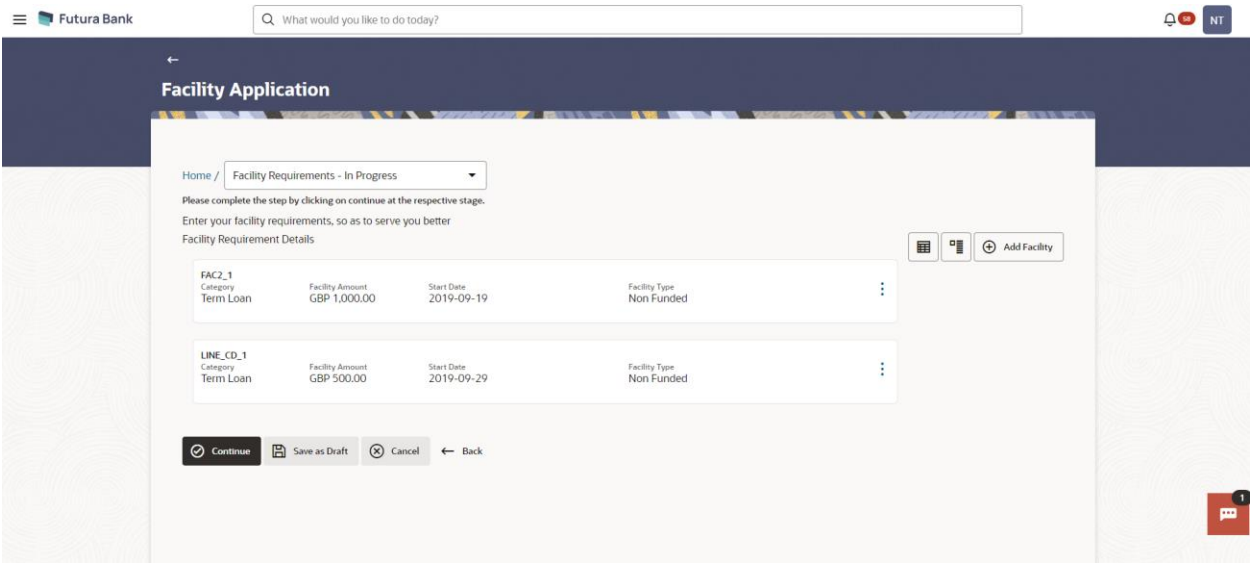 Futura Bank
What would you like to do today?
58
NT
Facility Application
Home / Facility Requirements - In Progress
Please complete the step by clicking on continue at the respective stage.
Enter your facility requirements, so as to serve you better
Facility Requirement Details
Add Facility
FAC2_1
Category Facility Amount Start Date Facility Type
Term Loan GBP 1,000.00 2019-09-19 Non Funded
LINE_CD_1
Category Facility Amount Start Date Facility Type
Term Loan GBP 500.00 2019-09-29 Non Funded
Continue Save as Draft Cancel Back
1